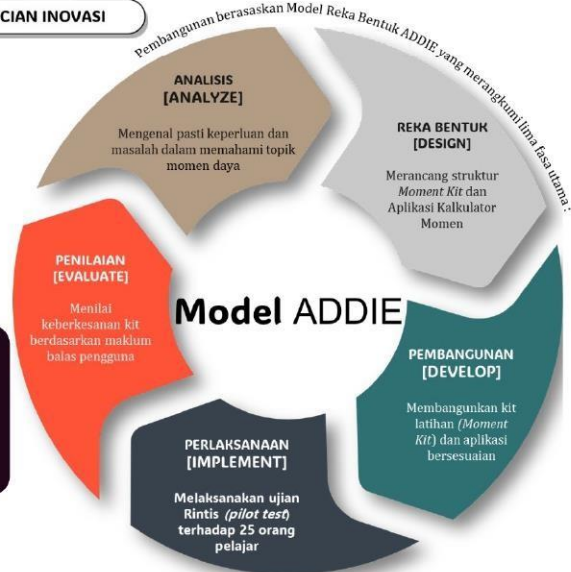 CIAN INOVASI
Pembangunan berasaskan Model Reka Bentuk ADDIE yang merangkumi lima fasa utama :
ANALISIS
[ANALYZE]
Mengenal pasti keperluan dan
masalah dalam memahami topik
momen daya
REKA BENTUK
[DESIGN]
Merancang struktur
Moment Kit dan
Aplikasi Kalkulator
Momen
PEMBANGUNAN
[DEVELOP]
Membangunkan kit
latihan (Moment
Kit) dan aplikasi
bersesuaian
PERLAKSANAAN
[IMPLEMENT]
Melaksanakan ujian
Rintis (pilot test)
terhadap 25 orang
pelajar
PENILAIAN
[EVALUATE]
Menilai
keberkesanan kit
berdasarkan maklum
balas pengguna
Model ADDIE